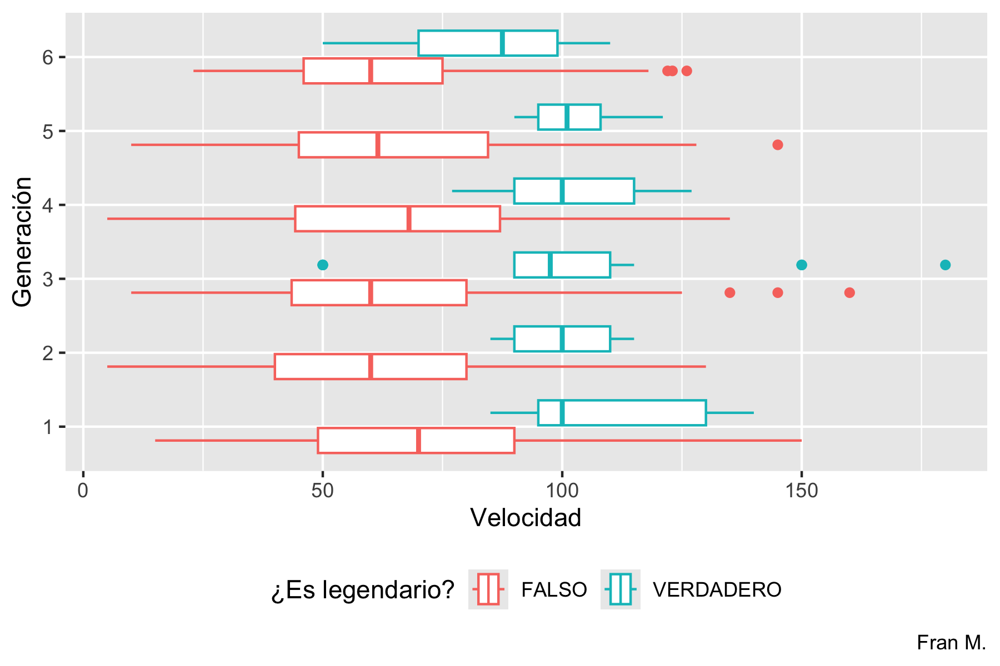 Generación
6
5
4
3
2
1
0 50 100 150
Velocidad
¿Es legendario? FALSO VERDADERO
Fran M.